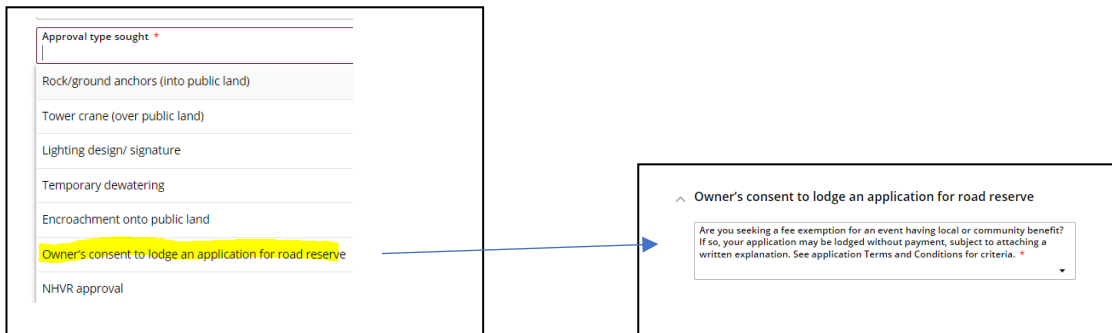 Approval type sought *
Rock/ground anchors (into public land)
Tower crane (over public land)
Lighting design/ signature
Temporary dewatering
Encroachment onto public land
Owner's consent to lodge an application for road reserve
NHVR approval
Owner's consent to lodge an application for road reserve
Are you seeking a fee exemption for an event having local or community benefit?
If so, your application may be lodged without payment, subject to attaching a
written explanation. See application Terms and Conditions for criteria. *